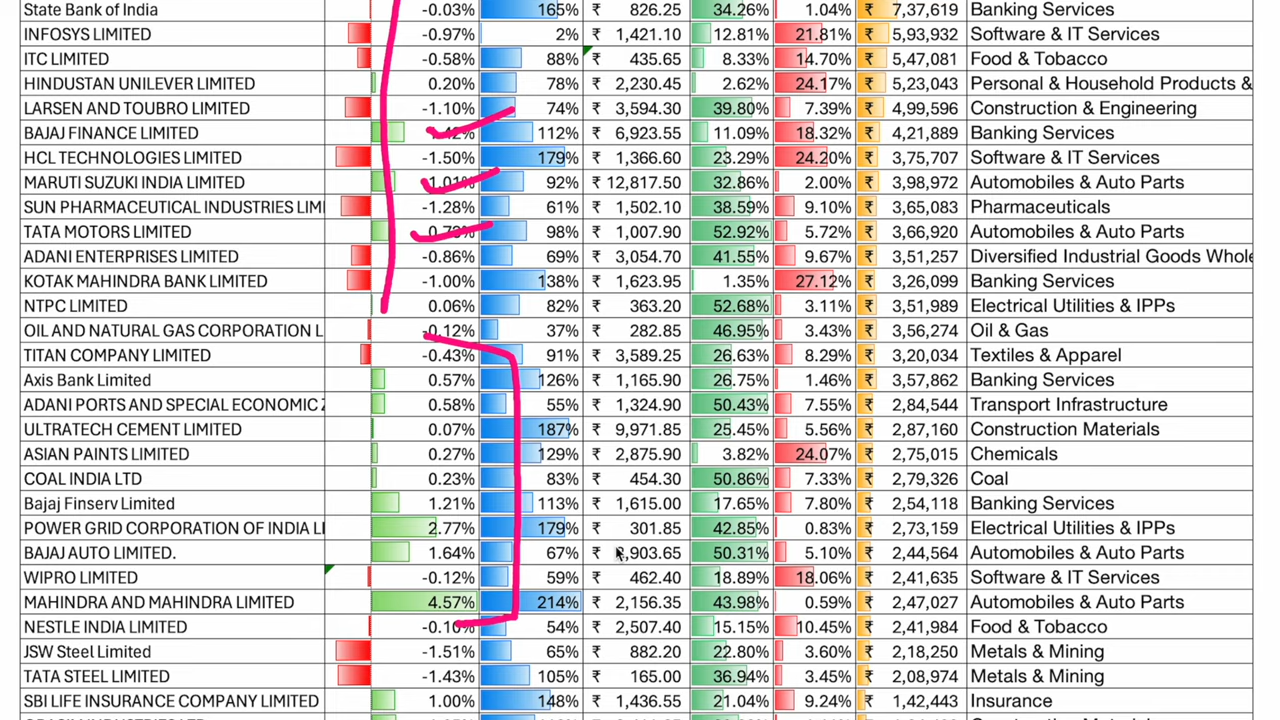 State Bank of India -0.03% 165% ₹ 826.25 34.26% 1.04% ₹ 7,37,619 Banking Services
INFOSYS LIMITED -0.97% 2% ₹ 1,421.10 12.81% 21.81% ₹ 5,93,932 Software & IT Services
ITC LIMITED -0.58% 88% ₹ 435.65 8.33% 14.70% ₹ 5,47,081 Food & Tobacco
HINDUSTAN UNILEVER LIMITED 0.20% 78% ₹ 2,230.45 2.62% 24.17% ₹ 5,23,043 Personal & Household Products &
LARSEN AND TOUBRO LIMITED -1.10% 74% ₹ 3,594.30 39.80% 7.39% ₹ 4,99,596 Construction & Engineering
BAJAJ FINANCE LIMITED 1.42% 112% ₹ 6,923.55 11.09% 18.32% ₹ 4,21,889 Banking Services
HCL TECHNOLOGIES LIMITED -1.50% 179% ₹ 1,366.60 23.29% 24.20% ₹ 3,75,707 Software & IT Services
MARUTI SUZUKI INDIA LIMITED 1.01% 92% ₹ 12,817.50 32.86% 2.00% ₹ 3,98,972 Automobiles & Auto Parts
SUN PHARMACEUTICAL INDUSTRIES LIMI -1.28% 61% ₹ 1,502.10 38.59% 9.10% ₹ 3,65,083 Pharmaceuticals
TATA MOTORS LIMITED 98% ₹ 1,007.90 52.92% 5.72% ₹ 3,66,920 Automobiles & Auto Parts
ADANI ENTERPRISES LIMITED -0.86% 69% ₹ 3,054.70 41.55% 9.67% ₹ 3,51,257 Diversified Industrial Goods Whole
KOTAK MAHINDRA BANK LIMITED -1.00% 138% ₹ 1,623.95 1.35% 27.12% ₹ 3,26,099 Banking Services
NTPC LIMITED 0.06% 82% ₹ 363.20 52.68% 3.11% ₹ 3,51,989 Electrical Utilities & IPPs
OIL AND NATURAL GAS CORPORATION L -0.12% 37% ₹ 282.85 46.95% 3.43% ₹ 3,56,274 Oil & Gas
TITAN COMPANY LIMITED -0.43% 91% ₹ 3,589.25 26.63% 8.29% ₹ 3,20,034 Textiles & Apparel
Axis Bank Limited 0.57% 126% ₹ 1,165.90 26.75% 1.46% ₹ 3,57,862 Banking Services
ADANI PORTS AND SPECIAL ECONOMIC Z 0.58% 55% ₹ 1,324.90 50.43% 7.55% ₹ 2,84,544 Transport Infrastructure
ULTRATECH CEMENT LIMITED 0.07% 187% ₹ 9,971.85 25.45% 5.56% ₹ 2,87,160 Construction Materials
ASIAN PAINTS LIMITED 0.27% 129% ₹ 2,875.90 3.82% 24.07% ₹ 2,75,015 Chemicals
COAL INDIA LTD 0.23% 83% ₹ 454.30 50.86% 7.33% ₹ 2,79,326 Coal
Bajaj Finserv Limited 1.21% 113% ₹ 1,615.00 17.65% 7.80% ₹ 2,54,118 Banking Services
POWER GRID CORPORATION OF INDIA LI 2.77% 179% ₹ 301.85 42.85% 0.83% ₹ 2,73,159 Electrical Utilities & IPPs
BAJAJ AUTO LIMITED. 1.64% 67% ₹ 8,903.65 50.31% 5.10% ₹ 2,44,564 Automobiles & Auto Parts
WIPRO LIMITED -0.12% 59% ₹ 462.40 18.89% 18.06% ₹ 2,41,635 Software & IT Services
MAHINDRA AND MAHINDRA LIMITED 4.57% 214% ₹ 2,156.35 43.98% 0.59% ₹ 2,47,027 Automobiles & Auto Parts
NESTLE INDIA LIMITED -0.10% 54% ₹ 2,507.40 15.15% 10.45% ₹ 2,41,984 Food & Tobacco
JSW Steel Limited -1.51% 65% ₹ 882.20 22.80% 3.60% ₹ 2,18,250 Metals & Mining
TATA STEEL LIMITED -1.43% 105% ₹ 165.00 36.94% 3.45% ₹ 2,08,974 Metals & Mining
SBI LIFE INSURANCE COMPANY LIMITED 1.00% 148% ₹ 1,436.55 21.04% 9.24% ₹ 1,42,443 Insurance